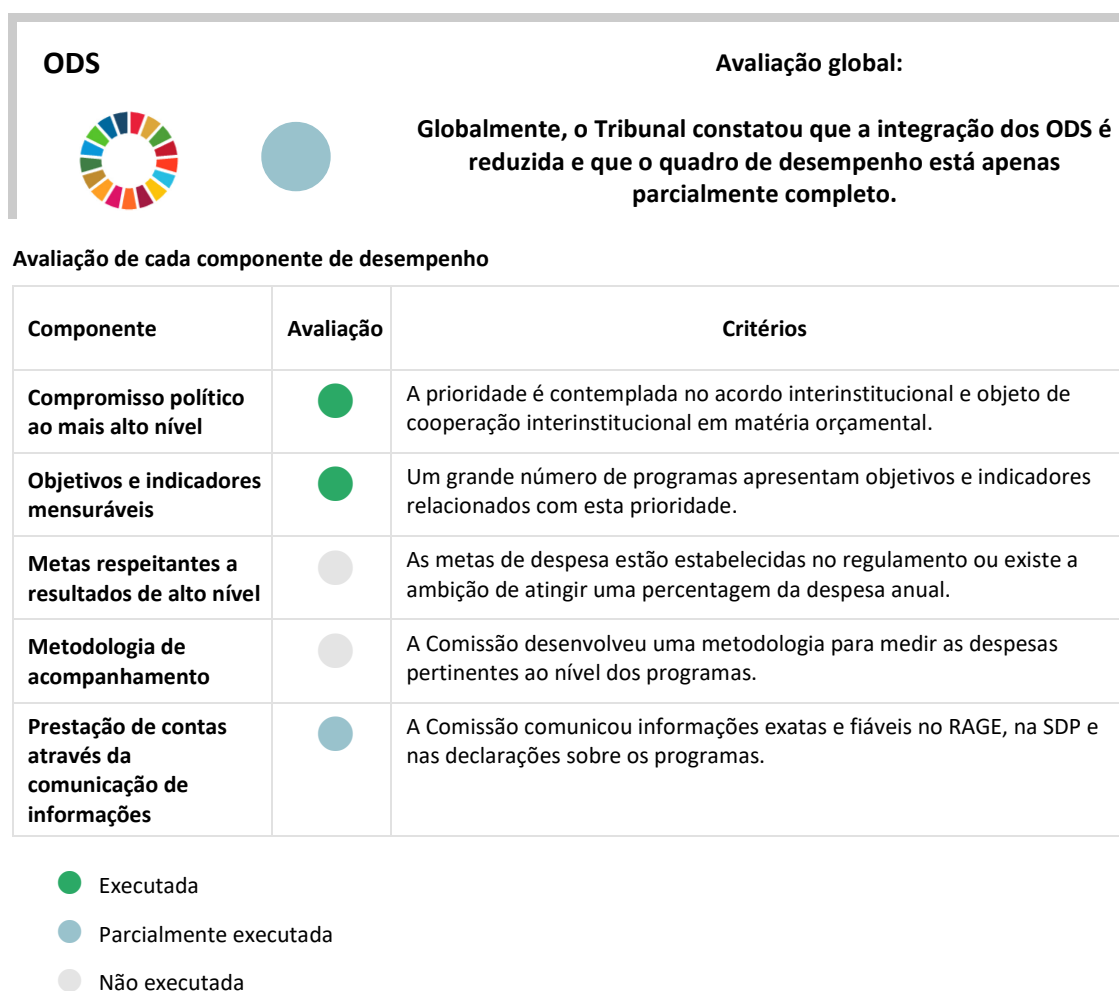 ODS
Avaliação global:
Globalmente, o Tribunal constatou que a integração dos ODS é
reduzida e que o quadro de desempenho está apenas
parcialmente completo.
Avaliação de cada componente de desempenho
Componente
Avaliação
Critérios
Compromisso político
ao mais alto nível
A prioridade é contemplada no acordo interinstitucional e objeto de
cooperação interinstitucional em matéria orçamental.
Objetivos e indicadores
mensuráveis
Um grande número de programas apresentam objetivos e indicadores
relacionados com esta prioridade.
Metas respeitantes a
resultados de alto nível
As metas de despesa estão estabelecidas no regulamento ou existe a
ambição de atingir uma percentagem da despesa anual.
Metodologia de
acompanhamento
A Comissão desenvolveu uma metodologia para medir as despesas
pertinentes ao nível dos programas.
Prestação de contas
através da
comunicação de
informações
A Comissão comunicou informações exatas e fiáveis no RAGE, na SDP e
nas declarações sobre os programas.
Executada
Parcialmente executada
Não executada